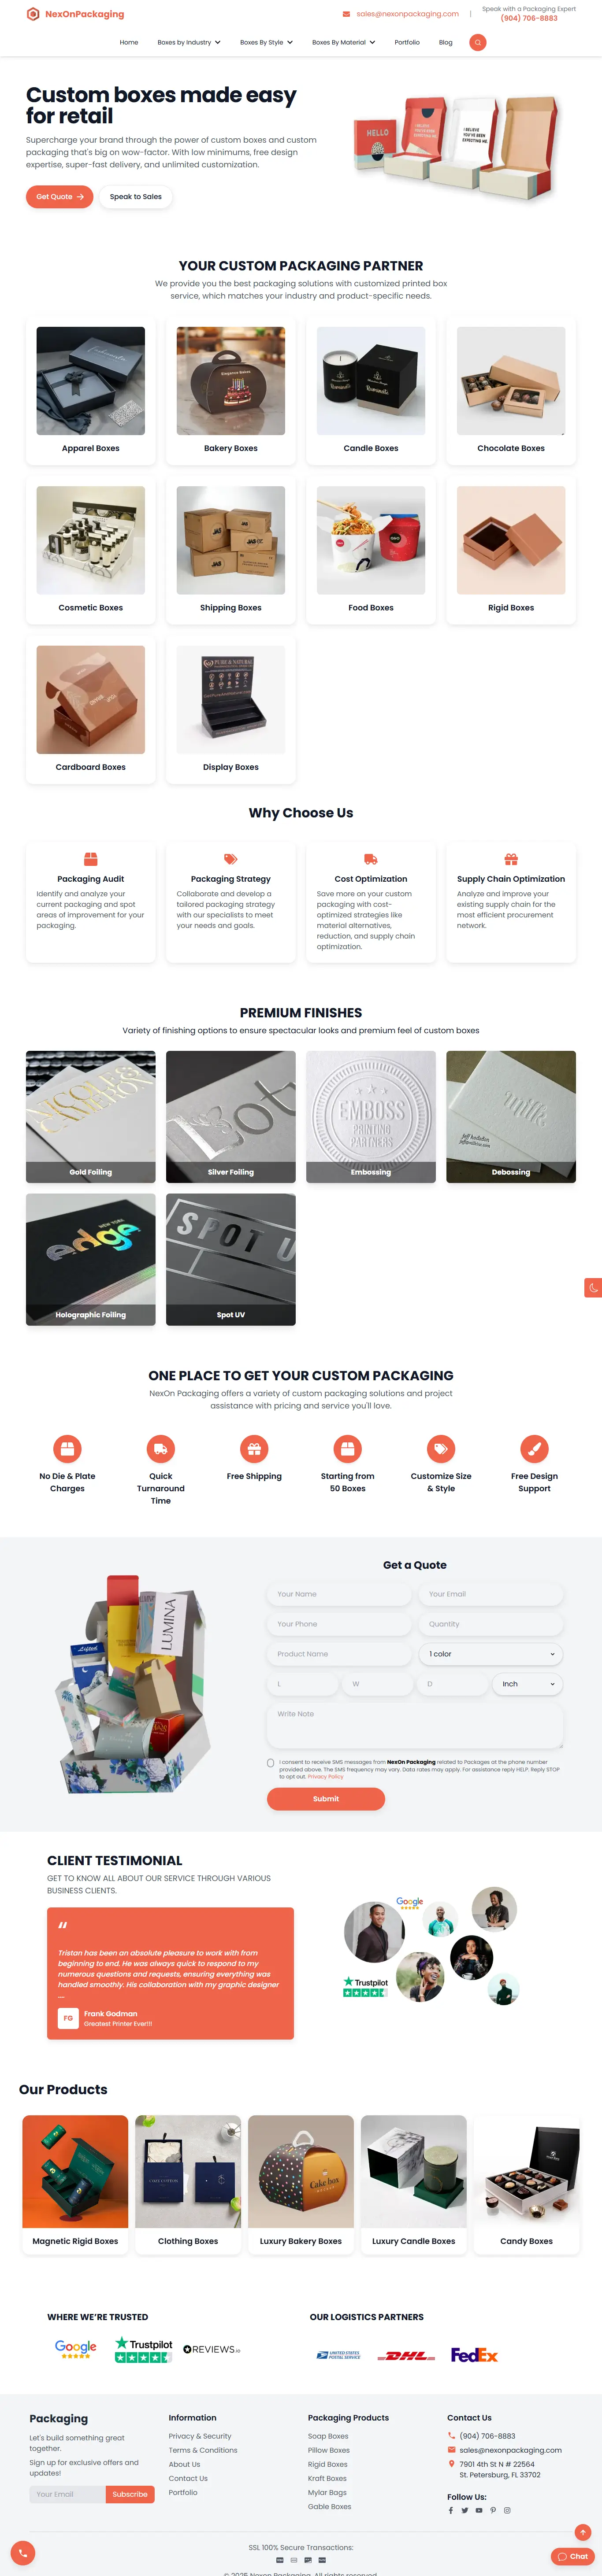 NexOnPackaging
sales@nexonpackaging.com
|
Speak with a Packaging Expert
(904) 706-8883
Home
Boxes by Industry
Boxes By Style
Boxes By Material
Portfolio
Blog
Custom boxes made easy
for retail
Supercharge your brand through the power of custom boxes and custom
packaging that's big on wow-factor. With low minimums, free design
expertise, super-fast delivery, and unlimited customization.
Get Quote
Speak to Sales
HELLO
I BELIEVE
YOU'VE BEEN
EXPECTING ME.
YOUR CUSTOM PACKAGING PARTNER
We provide you the best packaging solutions with customized printed box
service, which matches your industry and product-specific needs.
Apparel Boxes
Bakery Boxes
Candle Boxes
Chocolate Boxes
Cosmetic Boxes
Shipping Boxes
Food Boxes
Rigid Boxes
PURE & NATURAL
Cardboard Boxes
Display Boxes
Why Choose Us
Packaging Audit
Identify and analyze your
current packaging and spot
areas of improvement for your
packaging.
Packaging Strategy
Collaborate and develop a
tailored packaging strategy
with our specialists to meet
your needs and goals.
Cost Optimization
Save more on your custom
packaging with cost-
optimized strategies like
material alternatives,
reduction, and supply chain
optimization.
Supply Chain Optimization
Analyze and improve your
existing supply chain for the
most efficient procurement
network.
PREMIUM FINISHES
Variety of finishing options to ensure spectacular looks and premium feel of custom boxes
Gold Foiling
Silver Foiling
EMBOSS
PRINTING
PARTNERS
Embossing
Debossing
edge
Holographic Foiling
SPOT U
Spot UV
ONE PLACE TO GET YOUR CUSTOM PACKAGING
NexOn Packaging offers a variety of custom packaging solutions and project
assistance with pricing and service you'll love.
No Die & Plate
Charges
Quick
Turnaround
Time
Free Shipping
Starting from
50 Boxes
Customize Size
& Style
Free Design
Support
LUMINA
Lifted
Get a Quote
Your Name
Your Email
Your Phone
Quantity
Product Name
1 color
L
W
D
Inch
Write Note
I consent to receive SMS messages from NexOn Packaging related to Packages at the phone number
provided above. The SMS frequency may vary. Data rates may apply. For assistance reply HELP. Reply STOP
to opt out. Privacy Policy
Submit
CLIENT TESTIMONIAL
GET TO KNOW ALL ABOUT OUR SERVICE THROUGH VARIOUS
BUSINESS CLIENTS.
“
Tristan has been an absolute pleasure to work with from
beginning to end. He was always quick to respond to my
numerous questions and requests, ensuring everything was
handled smoothly. His collaboration with my graphic designer
...
FG
Frank Godman
Greatest Printer Ever!!!
Google
Trustpilot
Our Products
Magnetic Rigid Boxes
Clothing Boxes
Cake box
Luxury Bakery Boxes
Luxury Candle Boxes
Candy Boxes
WHERE WE'RE TRUSTED
Google
Trustpilot
REVIEWS.io
OUR LOGISTICS PARTNERS
UNITED STATES
POSTAL SERVICE
DHL
FedEx
Packaging
Let's build something great
together.
Sign up for exclusive offers and
updates!
Your Email
Subscribe
Information
Privacy & Security
Terms & Conditions
About Us
Contact Us
Portfolio
Packaging Products
Soap Boxes
Pillow Boxes
Rigid Boxes
Kraft Boxes
Mylar Bags
Gable Boxes
Contact Us
(904) 706-8883
sales@nexonpackaging.com
7901 4th St N # 22564
St. Petersburg, FL 33702
Follow Us:
SSL 100% Secure Transactions:
Chat
© 2025 Nexon Packaging. All rights reserved